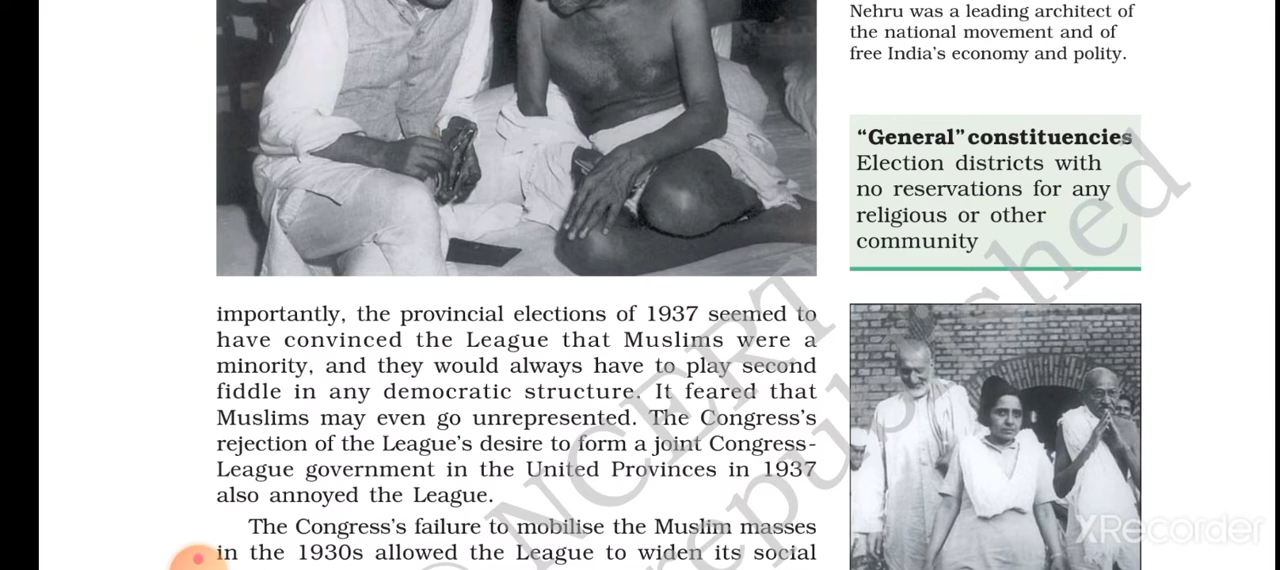 Nehru was a leading architect of
the national movement and of
free India's economy and polity.
"General" constituencies
Election districts with
no reservations for any
religious or other
community
importantly, the provincial elections of 1937 seemed to
have convinced the League that Muslims were a
minority, and they would always have to play second
fiddle in any democratic structure. It feared that
Muslims may even go unrepresented. The Congress's
rejection of the League's desire to form a joint Congress-
League government in the United Provinces in 1937
also annoyed the League.
The Congress's failure to mobilise the Muslim masses
in the 1930s allowed the League to widen its social
© NCERT
republished
XRecorder